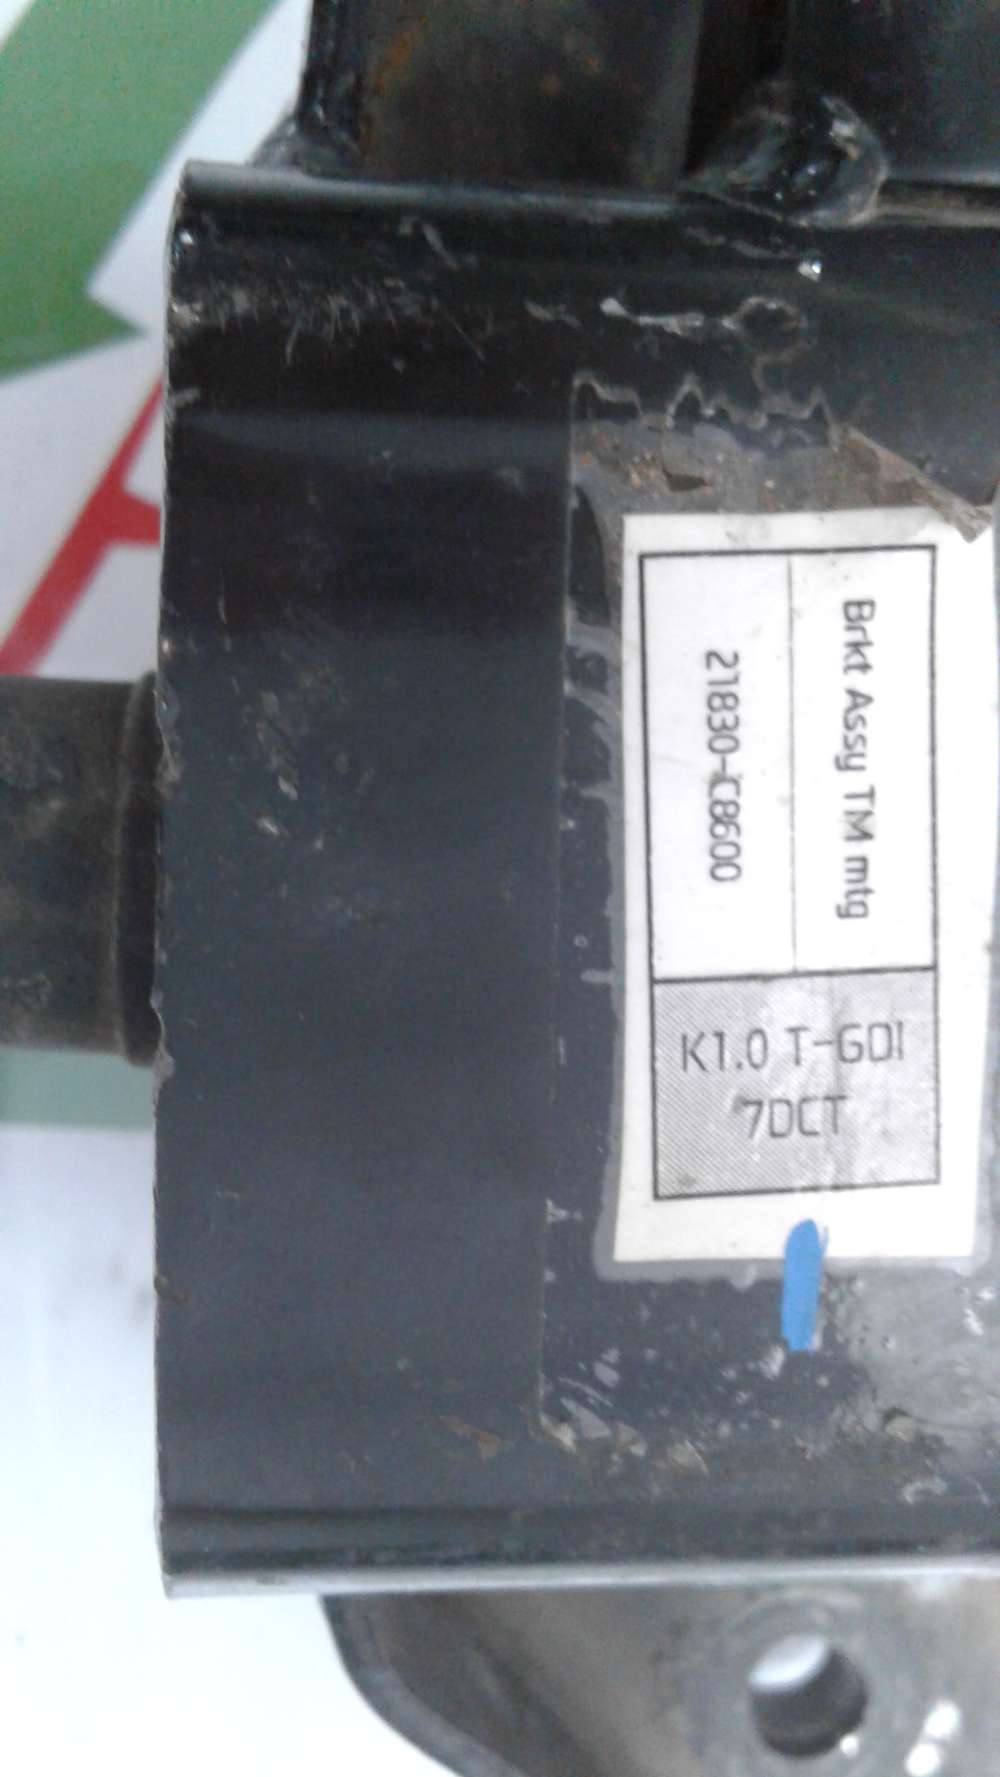 Brkt Assy TM mtg
21830-C8600
K1.0 T-GDI
7DCT